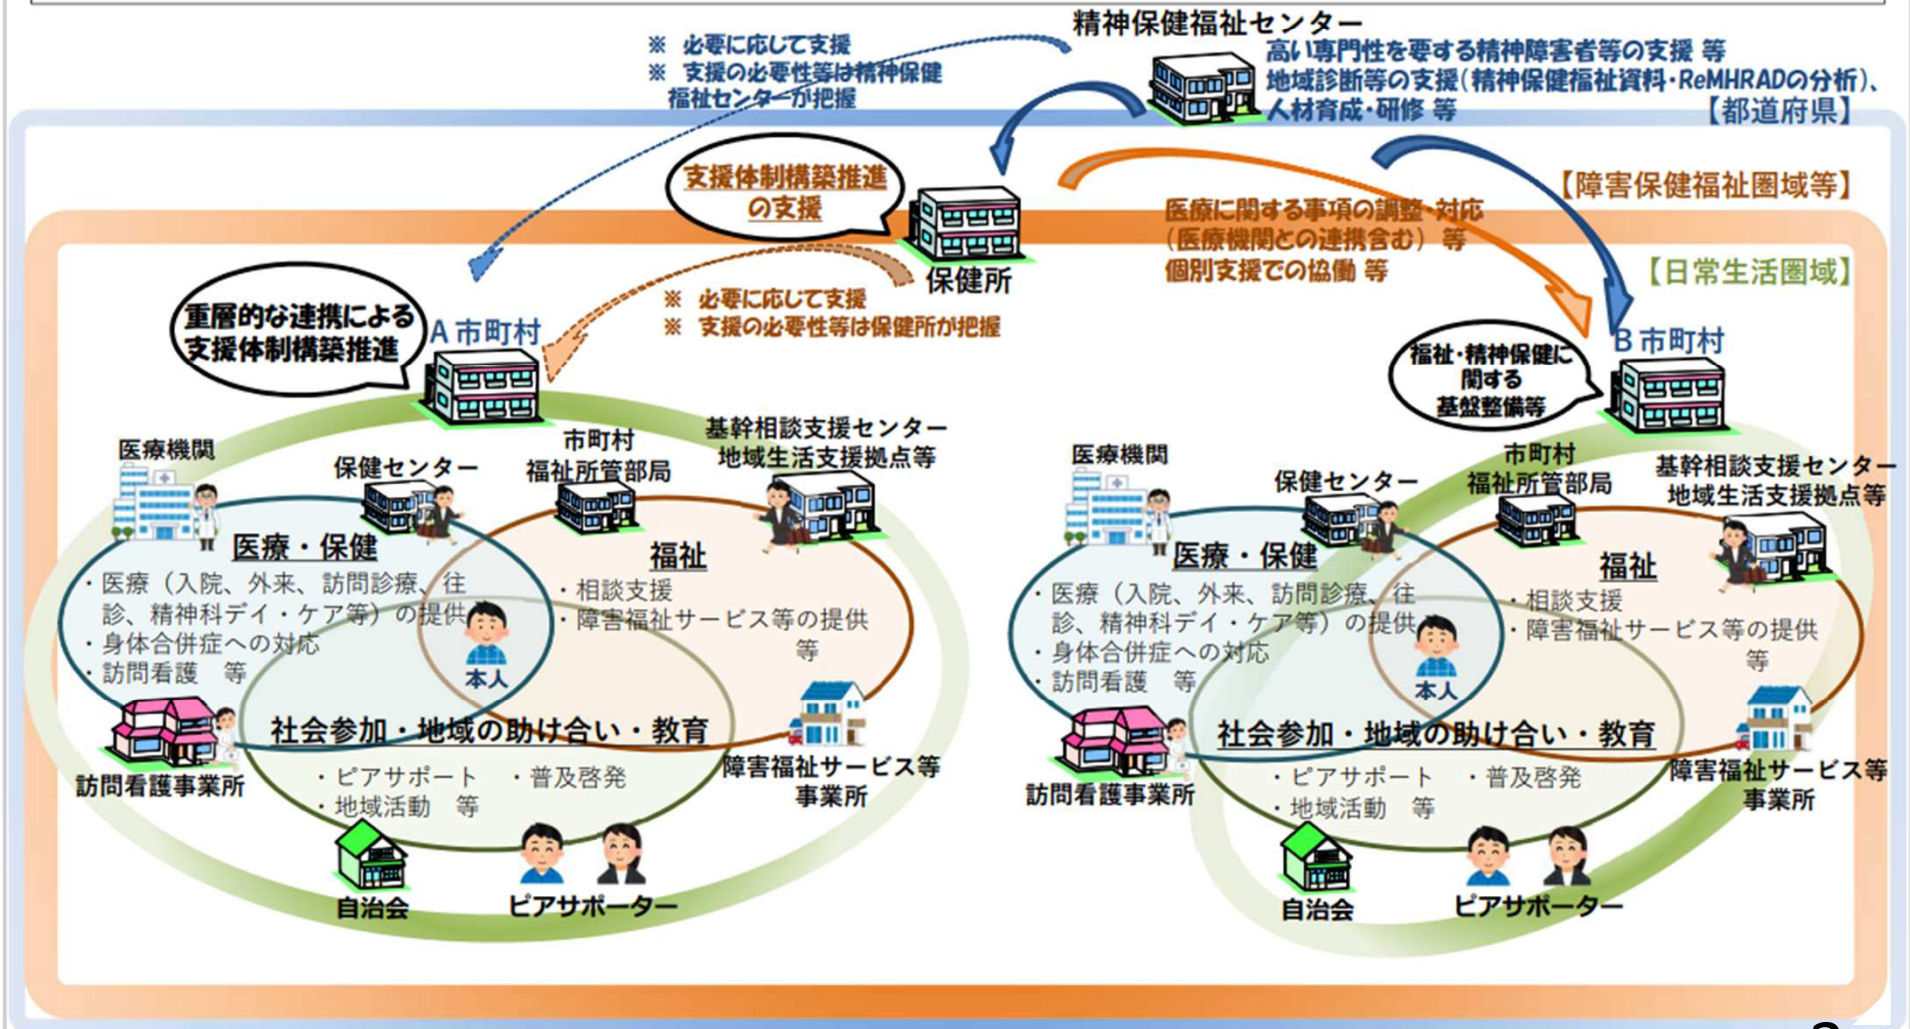 精神保健福祉センター
※ 必要に応じて支援
※ 支援の必要性等は精神保健
福祉センターが把握
高い専門性を要する精神障害者等の支援 等
地域診断等の支援(精神保健福祉資料・ReMHRADの分析)、
人材育成・研修 等
【都道府県】
支援体制構築推進
の支援
保健所
【障害保健福祉圏域等】
医療に関する事項の調整・対応
(医療機関との連携含む) 等
個別支援での協働 等
【日常生活圏域】
※ 必要に応じて支援
※ 支援の必要性等は保健所が把握
重層的な連携による
支援体制構築推進
A 市町村
福祉・精神保健に
関する
基盤整備等
B 市町村
医療機関
保健センター
市町村
福祉所管部局
基幹相談支援センター
地域生活支援拠点等
医療・保健
・医療(入院、外来、訪問診療、往
診、精神科デイ・ケア等)の提供
・身体合併症への対応
・訪問看護 等
福祉
・相談支援
・障害福祉サービス等の提供
等
本人
社会参加・地域の助け合い・教育
・ピアサポート ・普及啓発
・地域活動 等
訪問看護事業所
障害福祉サービス等
事業所
自治会
ピアサポーター
医療機関
保健センター
市町村
福祉所管部局
基幹相談支援センター
地域生活支援拠点等
医療・保健
・医療(入院、外来、訪問診療、往
診、精神科デイ・ケア等)の提供
・身体合併症への対応
・訪問看護 等
福祉
・相談支援
・障害福祉サービス等の提供
等
本人
社会参加・地域の助け合い・教育
・ピアサポート ・普及啓発
・地域活動 等
訪問看護事業所
障害福祉サービス等
事業所
自治会
ピアサポーター